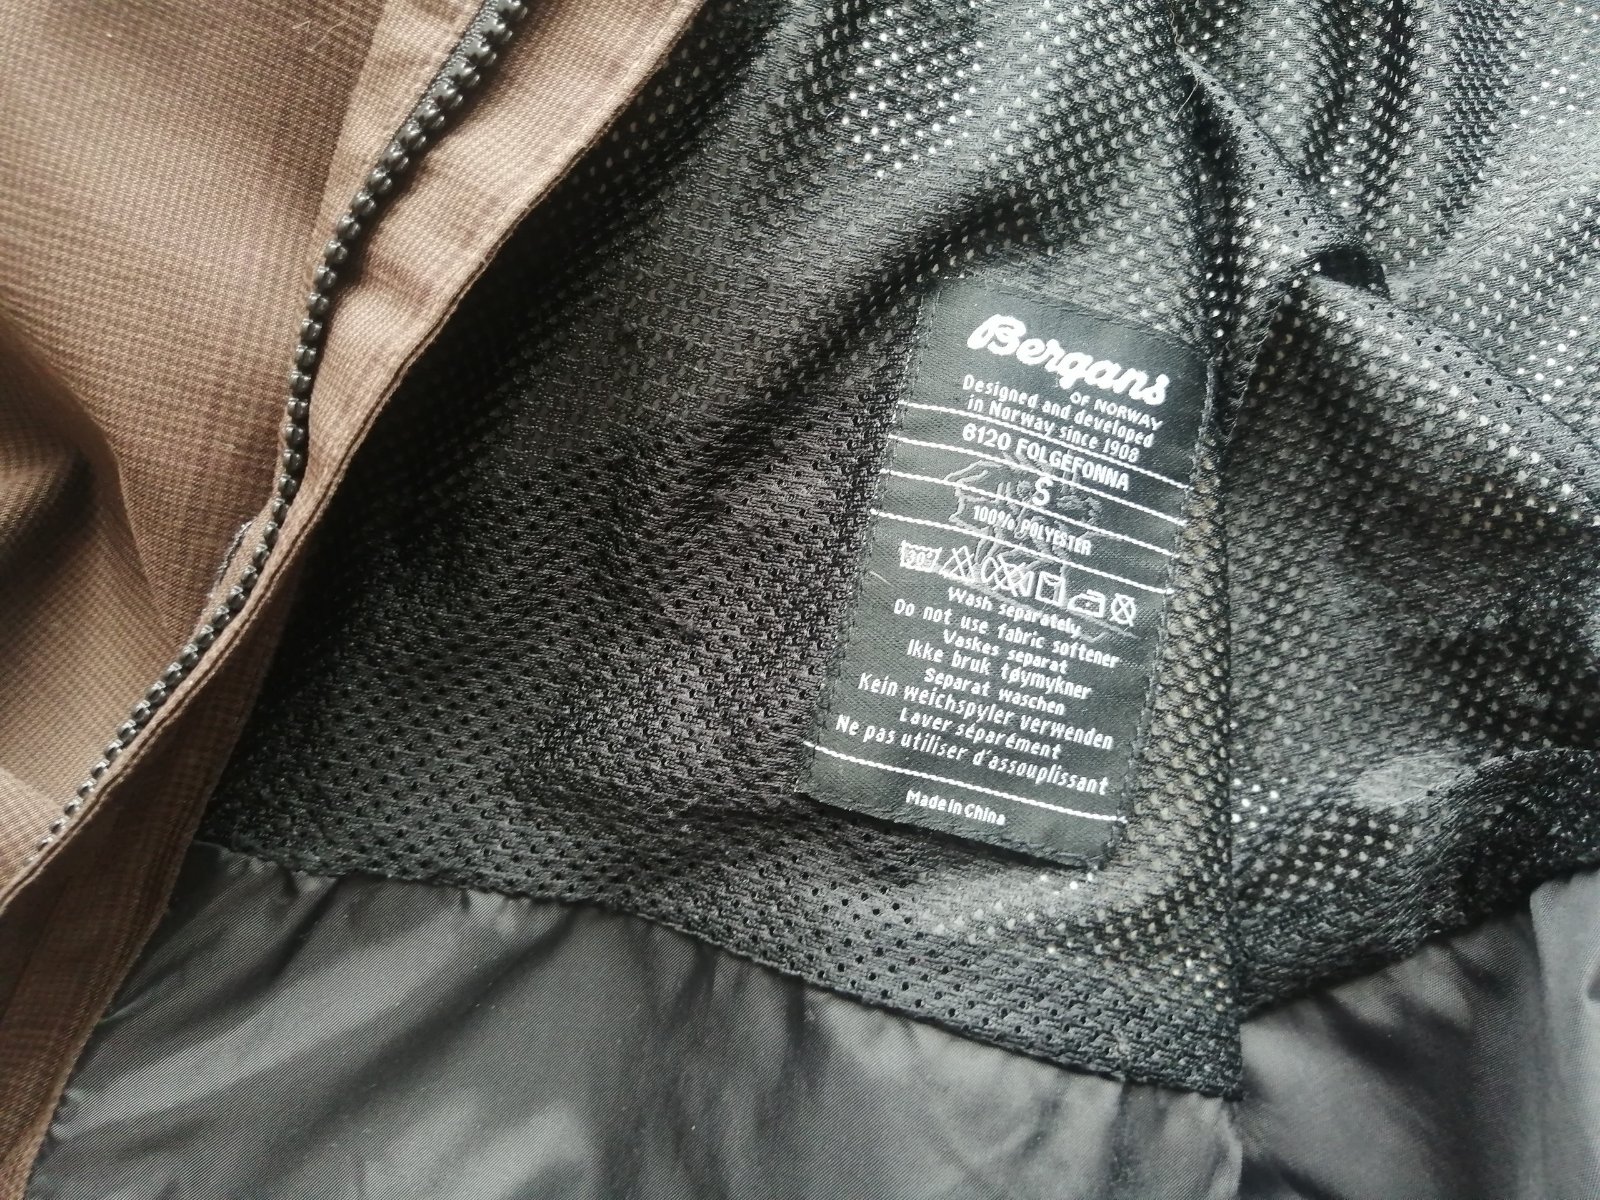 Bergans
OF NORWAY
Designed and developed
in Norway since 1908
6120 FOLGEFONNA
S
100% POLYESTER
30°
Wash separately
Do not use fabric softener
Vaskes separat
Ikke bruk tøymykner
Separat waschen
Kein Weichspyler verwenden
Laver séparément
Ne pas utiliser d'assouplissant
Made in China